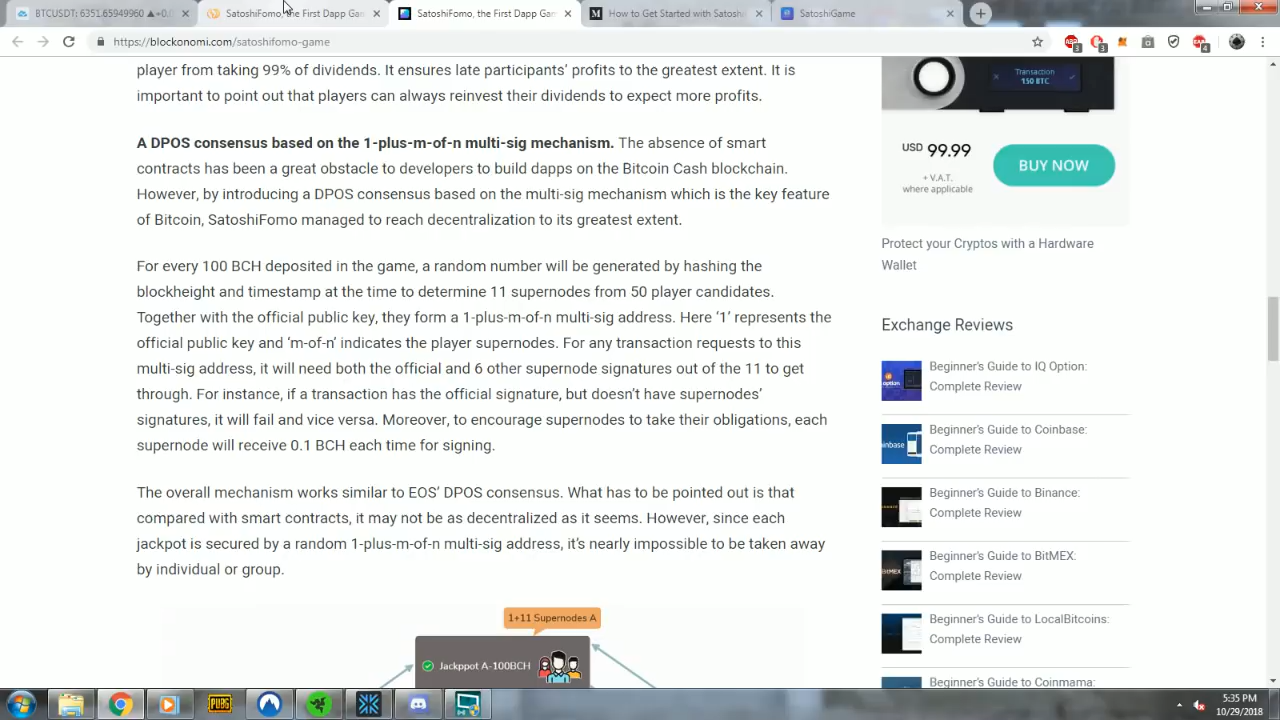 BTCUSDT: 6351.65949960 ▲+0.0
SatoshiFomo, the First Dapp Gam
SatoshiFomo, the First Dapp Gam
How to Get Started with Satoshi
SatoshiGame
https://blockonomi.com/satoshifomo-game
player from taking 99% of dividends. It ensures late participants’ profits to the greatest extent. It is
important to point out that players can always reinvest their dividends to expect more profits.
A DPOS consensus based on the 1-plus-m-of-n multi-sig mechanism. The absence of smart
contracts has been a great obstacle to developers to build dapps on the Bitcoin Cash blockchain.
However, by introducing a DPOS consensus based on the multi-sig mechanism which is the key feature
of Bitcoin, SatoshiFomo managed to reach decentralization to its greatest extent.
For every 100 BCH deposited in the game, a random number will be generated by hashing the
blockheight and timestamp at the time to determine 11 supernodes from 50 player candidates.
Together with the official public key, they form a 1-plus-m-of-n multi-sig address. Here ‘1’ represents the
official public key and ‘m-of-n’ indicates the player supernodes. For any transaction requests to this
multi-sig address, it will need both the official and 6 other supernode signatures out of the 11 to get
through. For instance, if a transaction has the official signature, but doesn’t have supernodes’
signatures, it will fail and vice versa. Moreover, to encourage supernodes to take their obligations, each
supernode will receive 0.1 BCH each time for signing.
The overall mechanism works similar to EOS’ DPOS consensus. What has to be pointed out is that
compared with smart contracts, it may not be as decentralized as it seems. However, since each
jackpot is secured by a random 1-plus-m-of-n multi-sig address, it’s nearly impossible to be taken away
by individual or group.
1+11 Supernodes A
Jackppot A-100BCH
Transaction
150 BTC
USD 99.99
+ V.A.T.
where applicable
BUY NOW
Protect your Cryptos with a Hardware
Wallet
Exchange Reviews
Beginner’s Guide to IQ Option:
Complete Review
Beginner’s Guide to Coinbase:
Complete Review
Beginner’s Guide to Binance:
Complete Review
Beginner’s Guide to BitMEX:
Complete Review
Beginner’s Guide to LocalBitcoins:
Complete Review
Beginner’s Guide to Coinmama:
PUBG
5:35 PM
10/29/2018